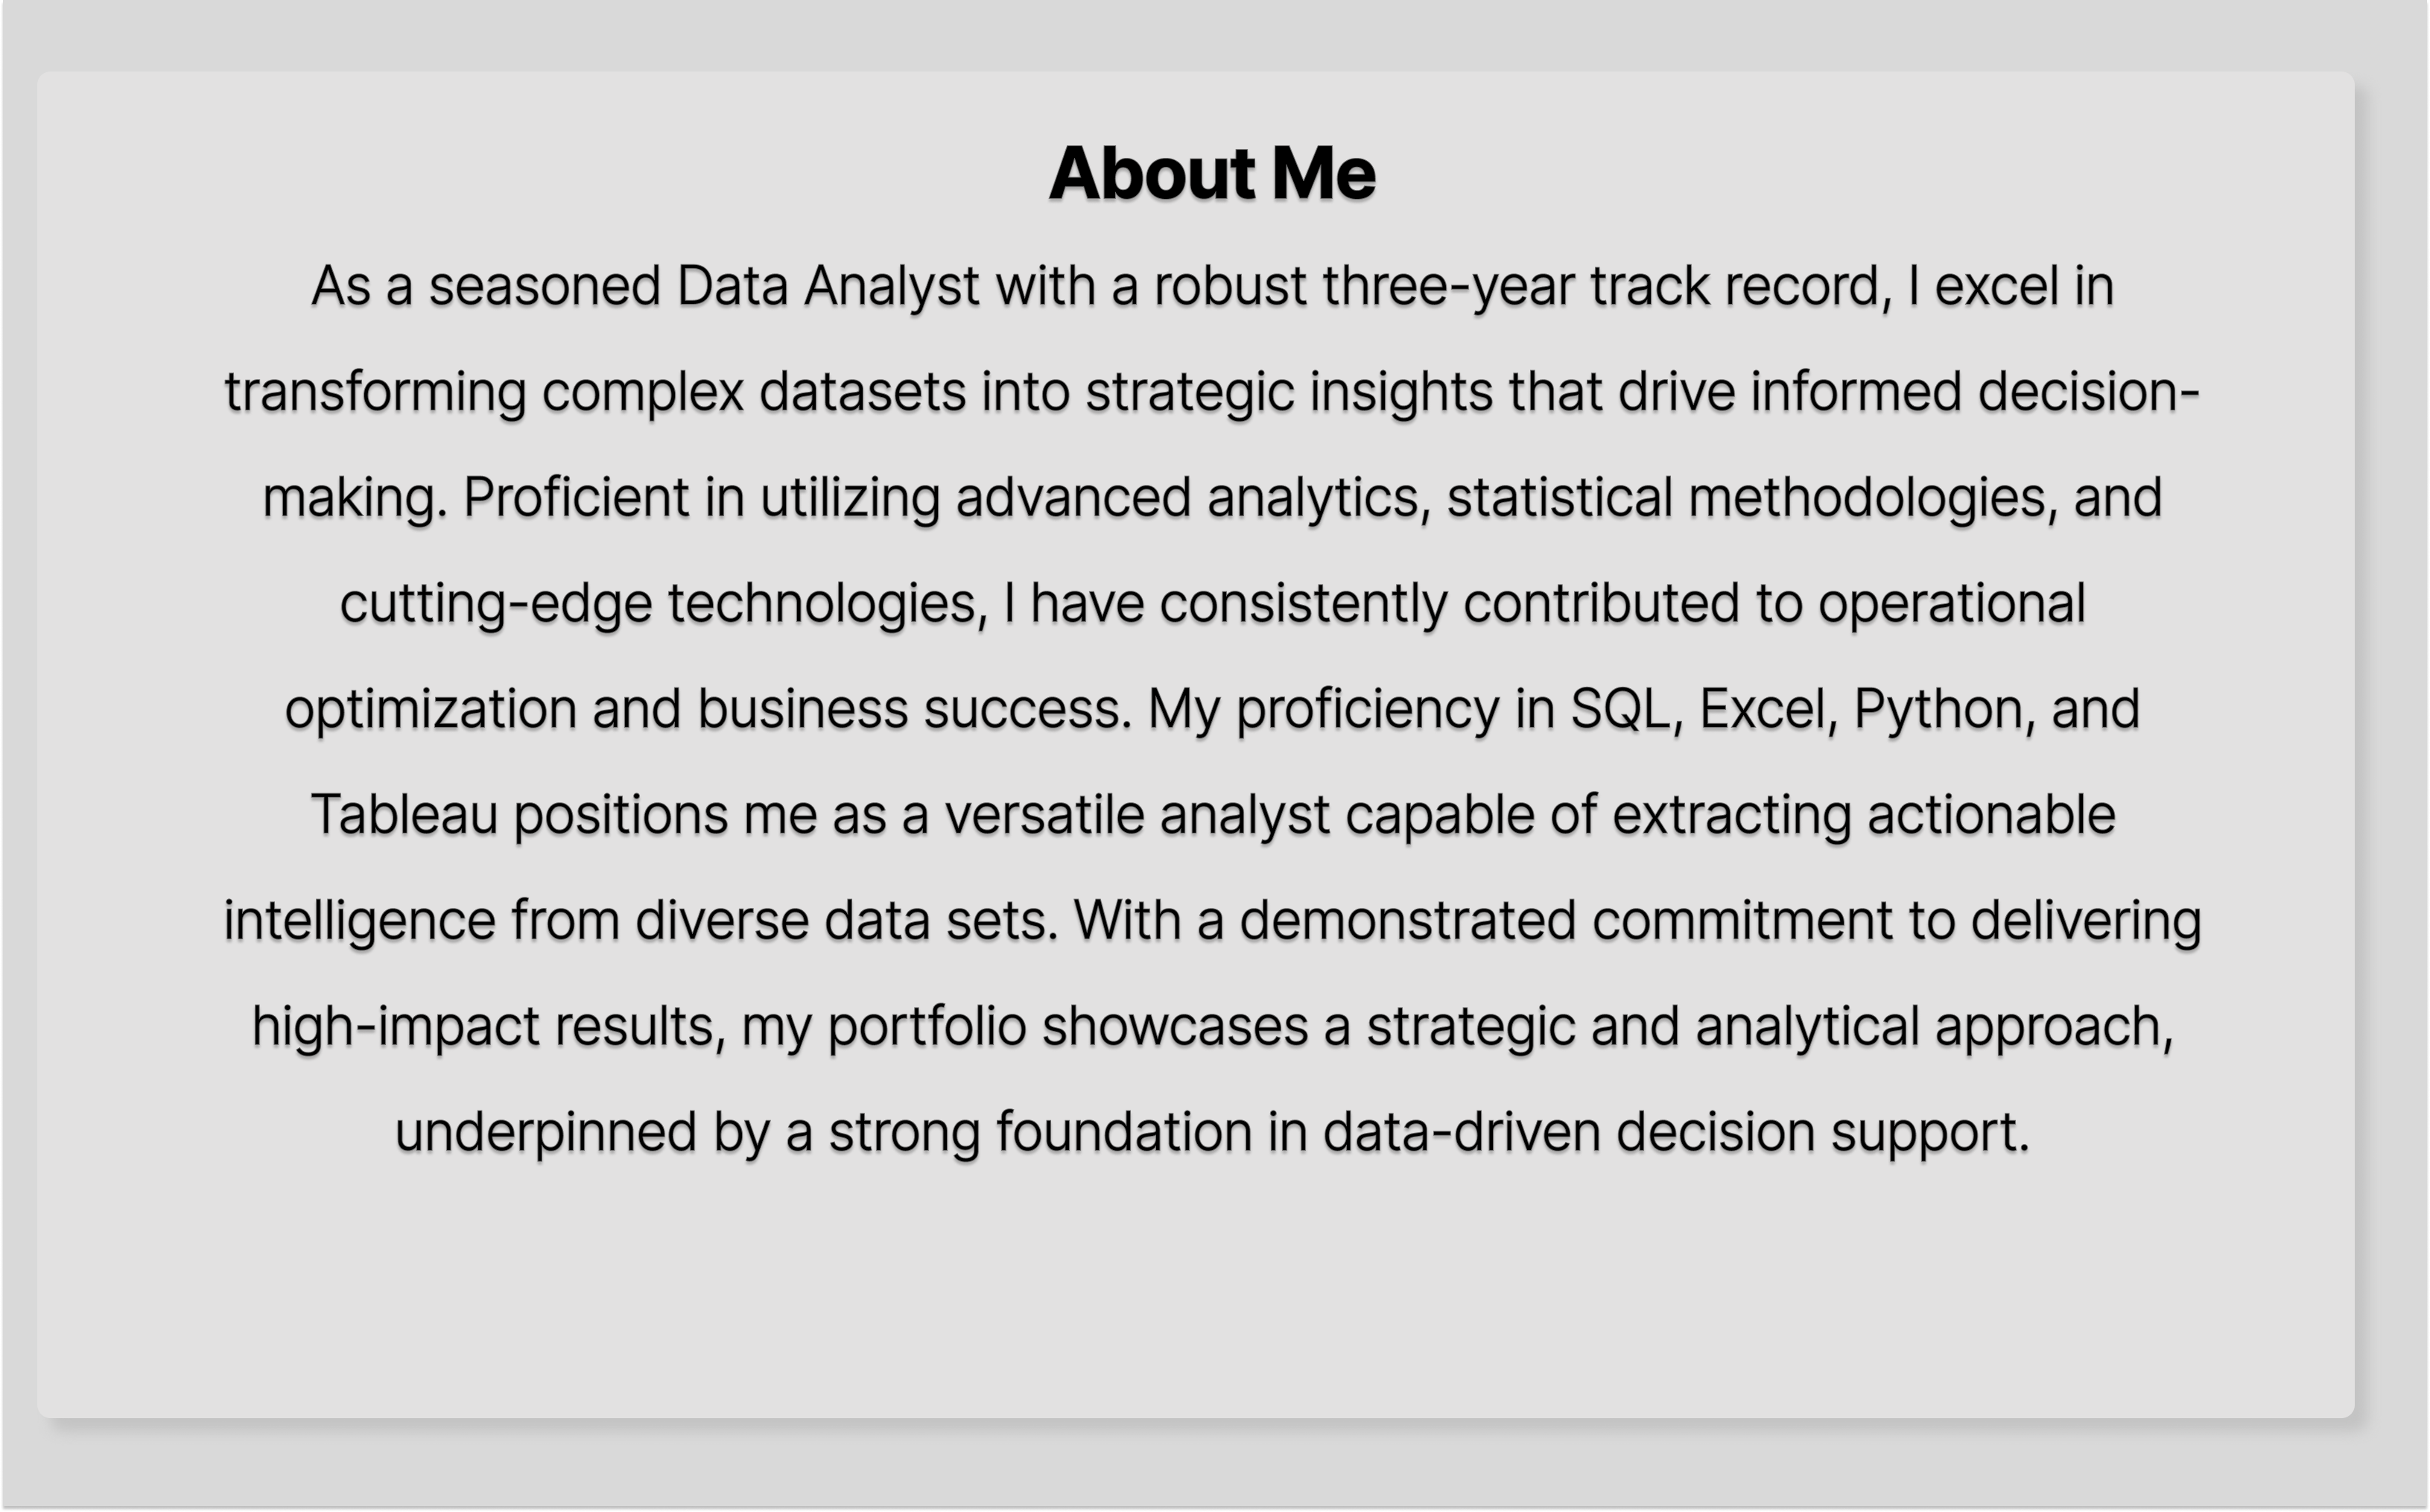 About Me
As a seasoned Data Analyst with a robust three-year track record, I excel in
transforming complex datasets into strategic insights that drive informed decision-
making. Proficient in utilizing advanced analytics, statistical methodologies, and
cutting-edge technologies, I have consistently contributed to operational
optimization and business success. My proficiency in SQL, Excel, Python, and
Tableau positions me as a versatile analyst capable of extracting actionable
intelligence from diverse data sets. With a demonstrated commitment to delivering
high-impact results, my portfolio showcases a strategic and analytical approach,
underpinned by a strong foundation in data-driven decision support.